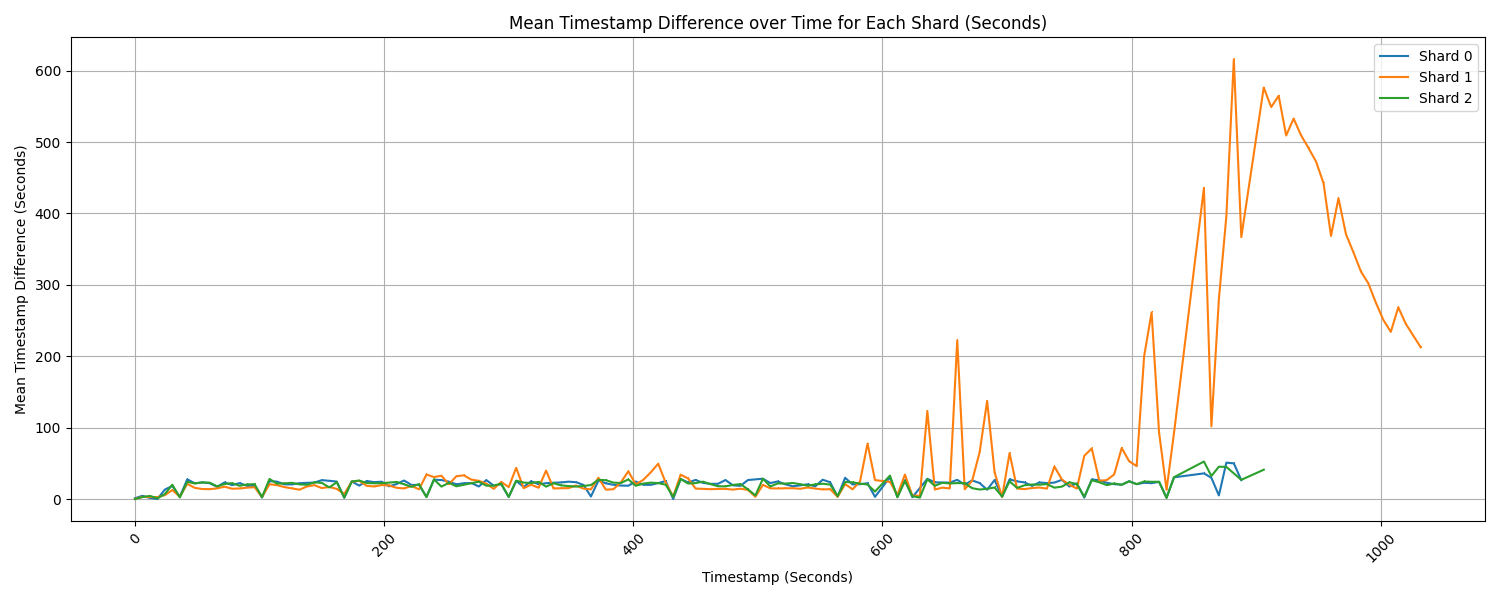 Mean Timestamp Difference over Time for Each Shard (Seconds)
Shard 0
Shard 1
Shard 2
Mean Timestamp Difference (Seconds)
600
500
400
300
200
100
0
0
200
400
600
800
1000
Timestamp (Seconds)